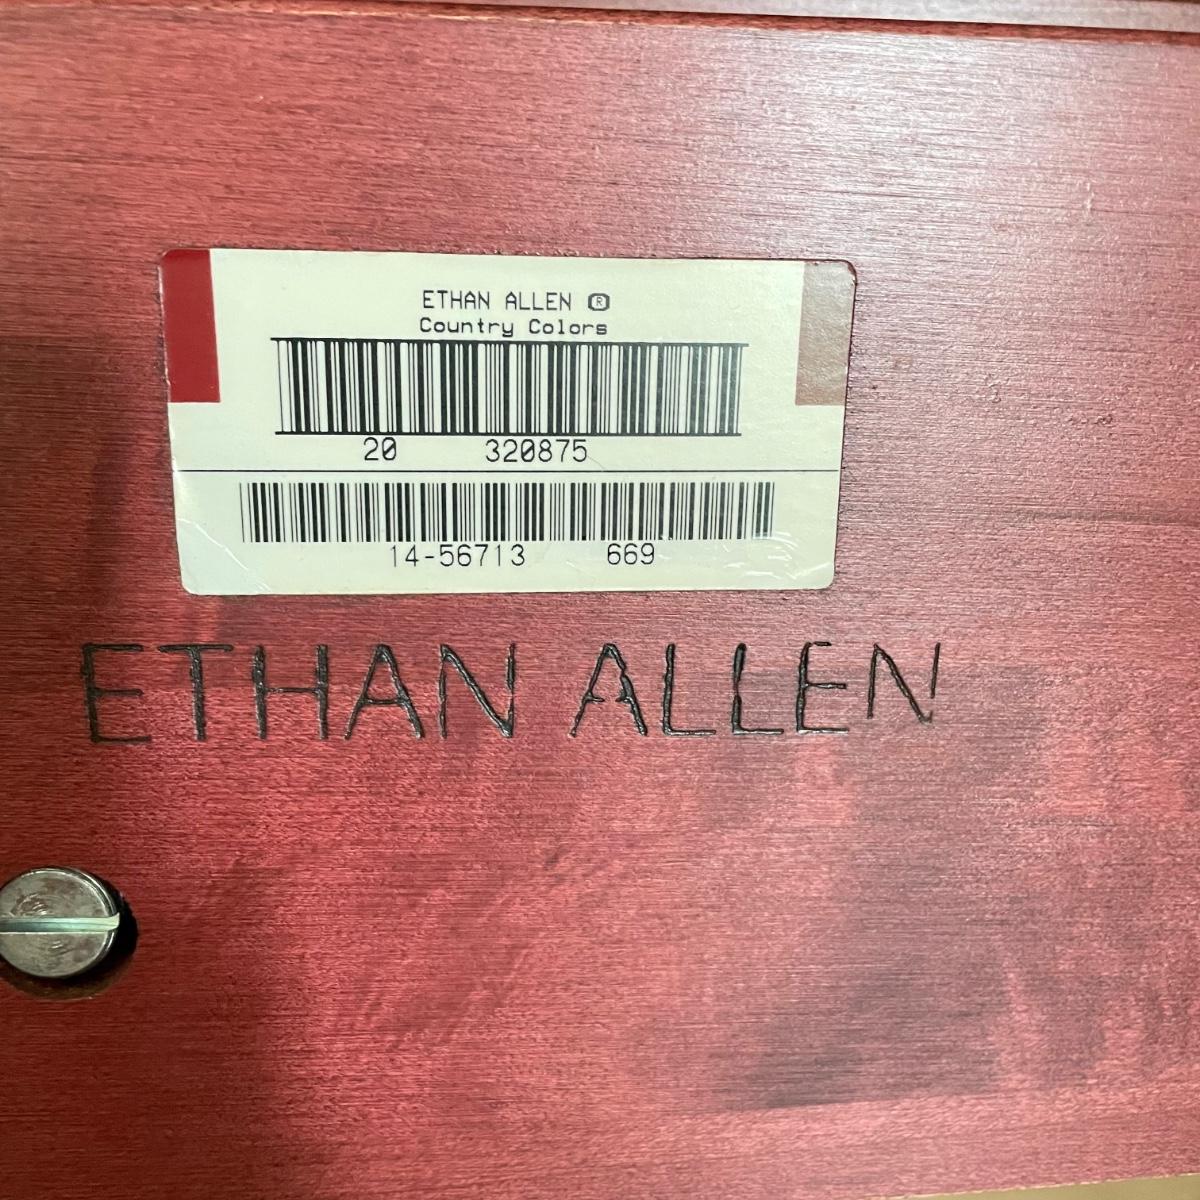 ETHAN ALLEN ®
Country Colors
20 320875
14-56713 669
ETHAN ALLEN